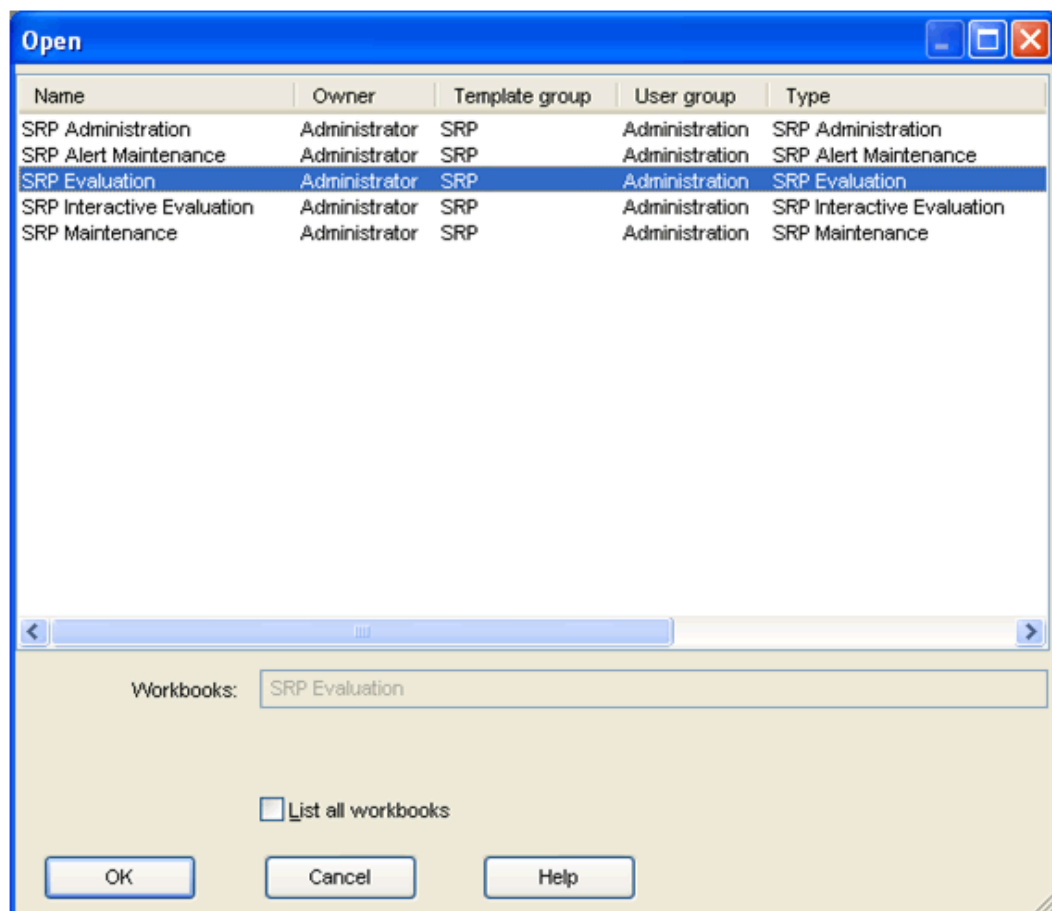 Open
Name Owner Template group User group Type
SRP Administration Administrator SRP Administration SRP Administration
SRP Alert Maintenance Administrator SRP Administration SRP Alert Maintenance
SRP Evaluation Administrator SRP Administration SRP Evaluation
SRP Interactive Evaluation Administrator SRP Administration SRP Interactive Evaluation
SRP Maintenance Administrator SRP Administration SRP Maintenance
Workbooks: SRP Evaluation
List all workbooks
OK Cancel Help